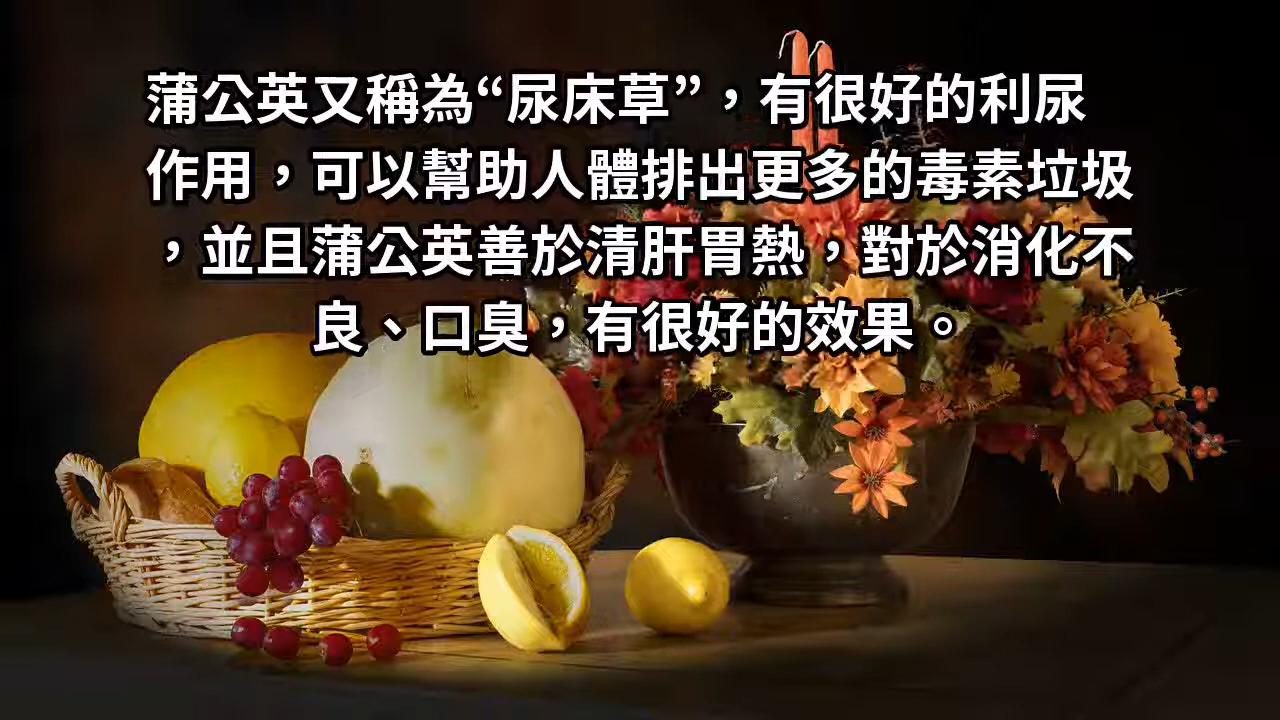 蒲公英又稱為“尿床草”，有很好的利尿
作用，可以幫助人體排出更多的毒素垃圾
，並且蒲公英善於清肝胃熱，對於消化不
良、口臭，有很好的效果。